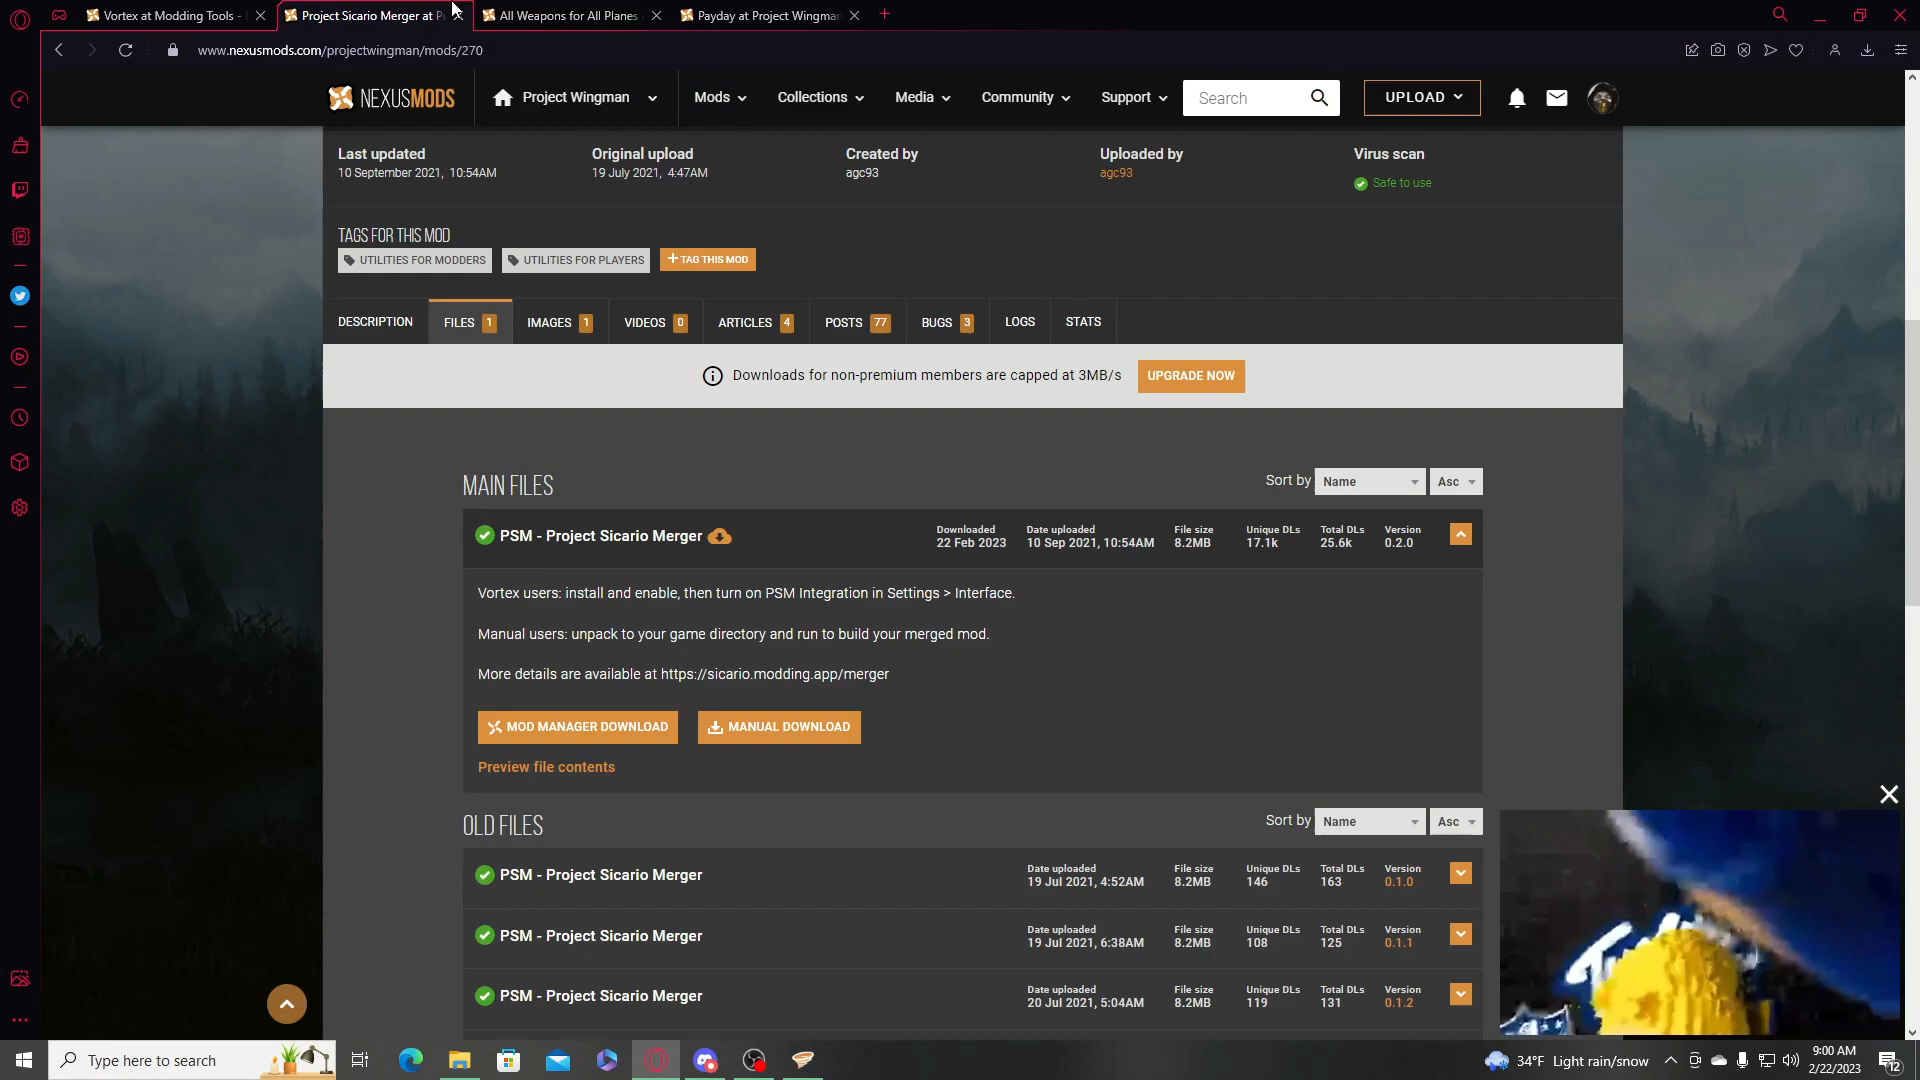 Vortex at Modding Tools -
Project Sicario Merger at P
All Weapons for All Planes
Payday at Project Wingman
www.nexusmods.com/projectwingman/mods/270
NEXUSMODS
Project Wingman
Mods
Collections
Media
Community
Support
Search
UPLOAD
Last updated
10 September 2021, 10:54AM
Original upload
19 July 2021, 4:47AM
Created by
agc93
Uploaded by
agc93
Virus scan
Safe to use
TAGS FOR THIS MOD
UTILITIES FOR MODDERS
UTILITIES FOR PLAYERS
+ TAG THIS MOD
DESCRIPTION
FILES 1
IMAGES 1
VIDEOS 0
ARTICLES 4
POSTS 77
BUGS 3
LOGS
STATS
Downloads for non-premium members are capped at 3MB/s
UPGRADE NOW
MAIN FILES
Sort by Name Asc
PSM - Project Sicario Merger
Downloaded
22 Feb 2023
Date uploaded
10 Sep 2021, 10:54AM
File size
8.2MB
Unique DLs
17.1k
Total DLs
25.6k
Version
0.2.0
Vortex users: install and enable, then turn on PSM Integration in Settings > Interface.
Manual users: unpack to your game directory and run to build your merged mod.
More details are available at https://sicario.modding.app/merger
MOD MANAGER DOWNLOAD
MANUAL DOWNLOAD
Preview file contents
OLD FILES
Sort by Name Asc
PSM - Project Sicario Merger
Date uploaded
19 Jul 2021, 4:52AM
File size
8.2MB
Unique DLs
146
Total DLs
163
Version
0.1.0
PSM - Project Sicario Merger
Date uploaded
19 Jul 2021, 6:38AM
File size
8.2MB
Unique DLs
108
Total DLs
125
Version
0.1.1
PSM - Project Sicario Merger
Date uploaded
20 Jul 2021, 5:04AM
File size
8.2MB
Unique DLs
119
Total DLs
131
Version
0.1.2
Type here to search
34°F Light rain/snow
9:00 AM
2/22/2023
12